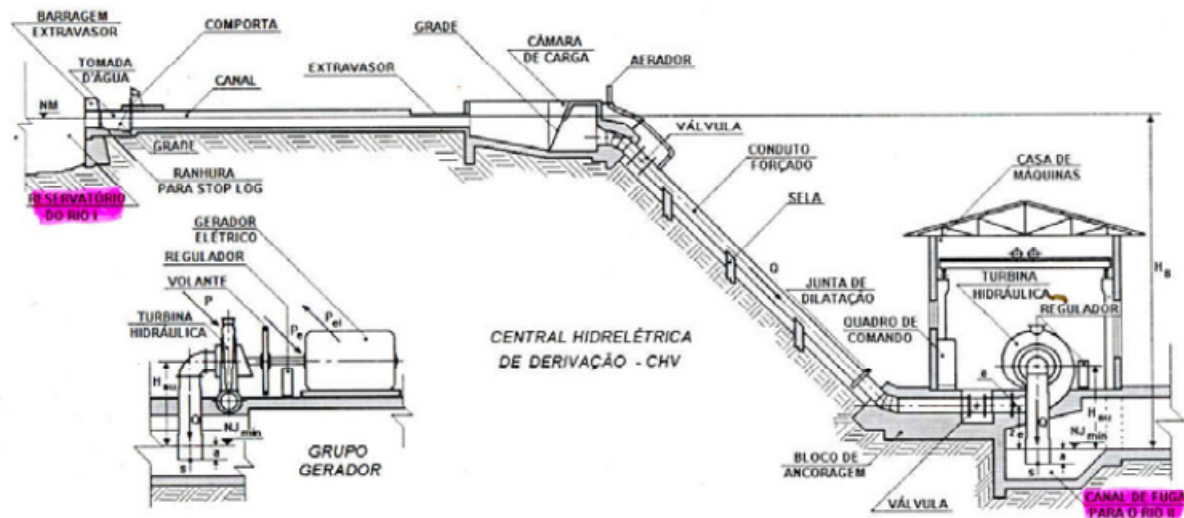 BARRAGEM
EXTRAVASOR
COMPORTA
TOMADA
D'ÁGUA
CANAL
EXTRAVASOR
GRADE
CÂMARA
DE CARGA
AERADOR
NM
GRADE
RANHURA
PARA STOP LOG
RESERVATÓRIO
DO RIO I
VÁLVULA
CONDUTO
FORÇADO
SELA
Q
JUNTA DE
DILATAÇÃO
CASA DE
MÁQUINAS
H B
TURBINA
HIDRÁULICA
REGULADOR
QUADRO DE
COMANDO
GERADOR
ELÉTRICO
REGULADOR
VOLANTE
P
P e
P el
TURBINA
HIDRÁULICA
H au
Q
NJ min
a
s
GRUPO
GERADOR
CENTRAL HIDRELÉTRICA
DE DERIVAÇÃO - CHV
e
H au
Q
NJ min
z e
a
s
BLOCO DE
ANCORAGEM
VÁLVULA
CANAL DE FUGA
PARA O RIO II